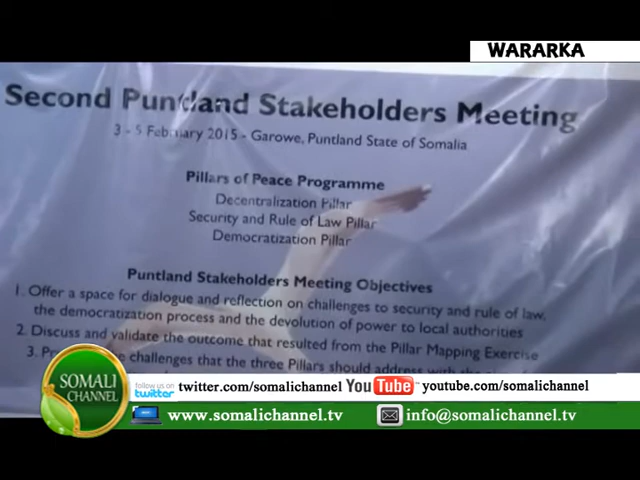 WARARKA
Second Puntland Stakeholders Meeting
3 - 5 February 2015 - Garowe, Puntland State of Somalia
Pillars of Peace Programme
Decentralization Pillar
Security and Rule of Law Pillar
Democratization Pillar
Puntland Stakeholders Meeting Objectives
1. Offer a space for dialogue and reflection on challenges to security and rule of law,
the democratization process and the devolution of power to local authorities
2. Discuss and validate the outcome that resulted from the Pillar Mapping Exercise
3. challenges that the three Pillars should address with the
SOMALI
CHANNEL
follow us on
twitter
twitter.com/somalichannel YouTube youtube.com/somalichannel
www.somalichannel.tv info@somalichannel.tv